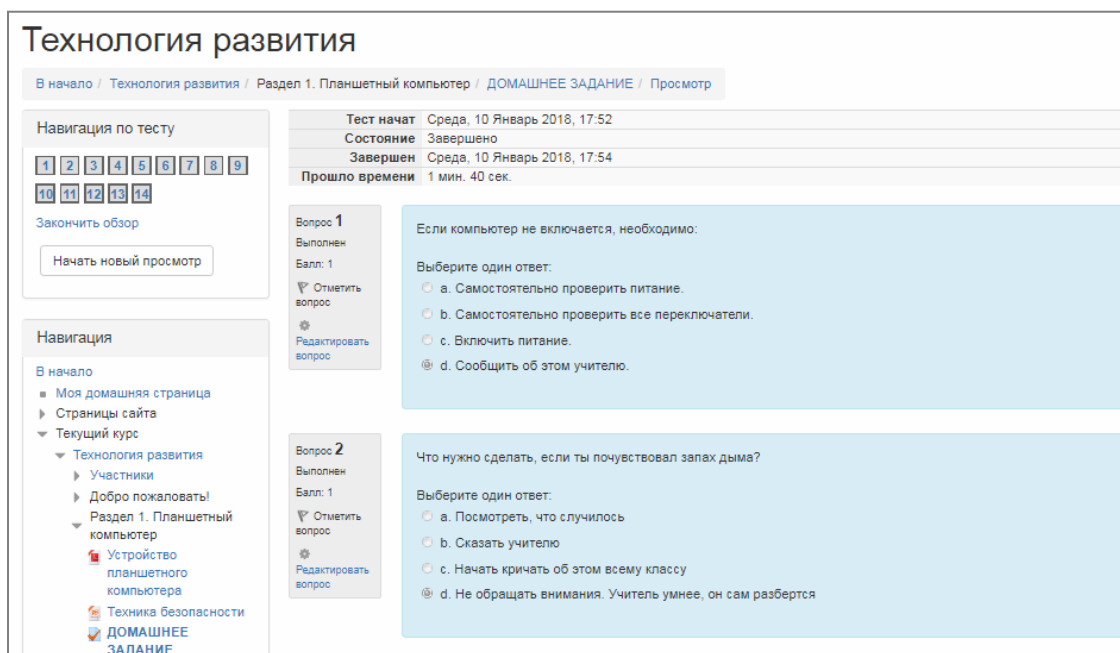 Технология развития
В начало / Технология развития / Раздел 1. Планшетный компьютер / ДОМАШНЕЕ ЗАДАНИЕ / Просмотр
Навигация по тесту
1 2 3 4 5 6 7 8 9
10 11 12 13 14
Закончить обзор
Начать новый просмотр
Навигация
В начало
Моя домашняя страница
Страницы сайта
Текущий курс
Технология развития
Участники
Добро пожаловать!
Раздел 1. Планшетный
компьютер
Устройство
планшетного
компьютера
Техника безопасности
ДОМАШНЕЕ
ЗАДАНИЕ
Тест начат Среда, 10 Январь 2018, 17:52
Состояние Завершено
Завершен Среда, 10 Январь 2018, 17:54
Прошло времени 1 мин. 40 сек.
Вопрос 1
Выполнен
Балл: 1
Отметить
вопрос
Редактировать
вопрос
Если компьютер не включается, необходимо:
Выберите один ответ:
a. Самостоятельно проверить питание.
b. Самостоятельно проверить все переключатели.
c. Включить питание.
d. Сообщить об этом учителю.
Вопрос 2
Выполнен
Балл: 1
Отметить
вопрос
Редактировать
вопрос
Что нужно сделать, если ты почувствовал запах дыма?
Выберите один ответ:
a. Посмотреть, что случилось
b. Сказать учителю
c. Начать кричать об этом всему классу
d. Не обращать внимания. Учитель умнее, он сам разбертся